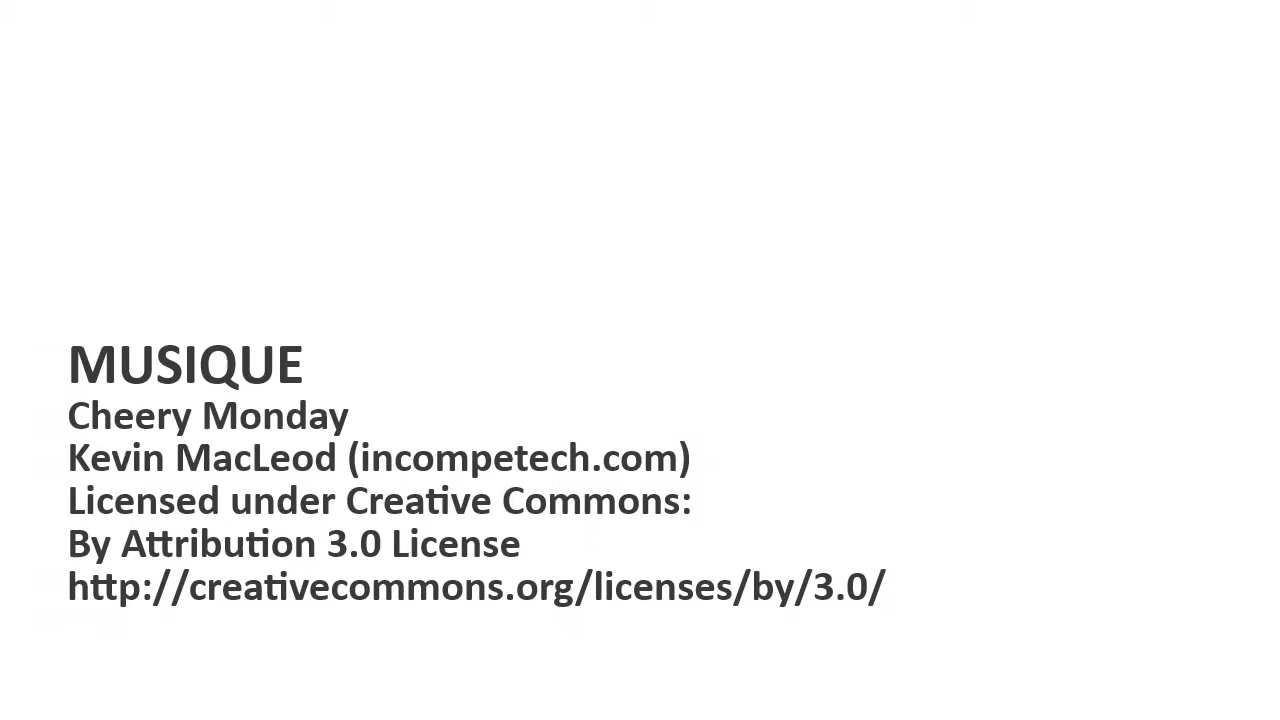 MUSIQUE
Cheery Monday
Kevin MacLeod (incompetech.com)
Licensed under Creative Commons:
By Attribution 3.0 License
http://creativecommons.org/licenses/by/3.0/